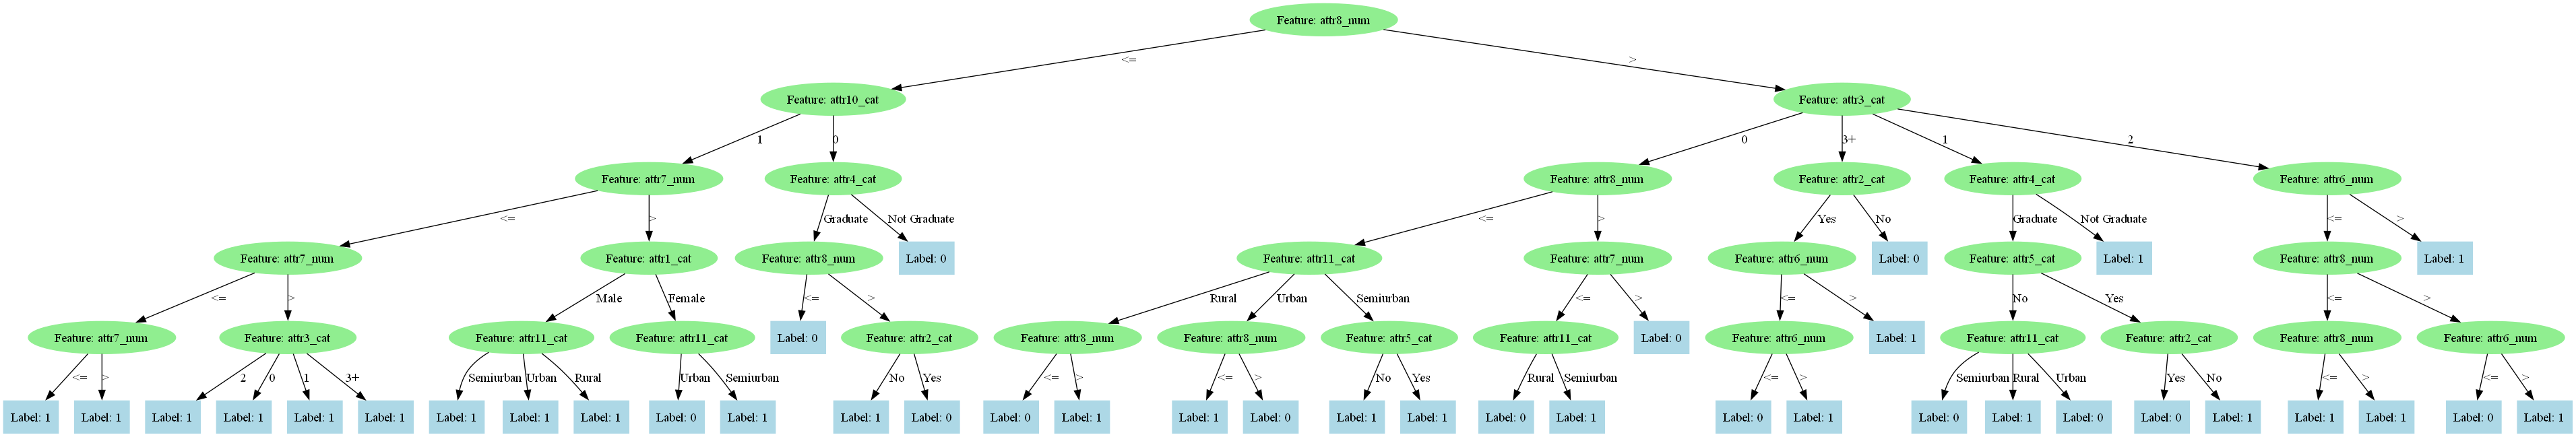 Feature: attr8_num
<= >
Feature: attr10_cat Feature: attr3_cat
1 0 0 3+ 1 2
Feature: attr7_num Feature: attr4_cat Feature: attr8_num Feature: attr2_cat Feature: attr4_cat Feature: attr6_num
<= > Graduate Not Graduate <= > Yes No Graduate Not Graduate <= >
Feature: attr7_num Feature: attr1_cat Feature: attr8_num Label: 0 Feature: attr11_cat Feature: attr7_num Feature: attr6_num Label: 0 Feature: attr5_cat Label: 1 Feature: attr8_num Label: 1
<= > Male Female <= > Rural Urban Semiurban <= > <= > No Yes <= >
Feature: attr7_num Feature: attr3_cat Feature: attr11_cat Feature: attr11_cat Label: 0 Feature: attr2_cat Feature: attr8_num Feature: attr8_num Feature: attr5_cat Feature: attr11_cat Label: 0 Feature: attr6_num Label: 1 Feature: attr11_cat Feature: attr2_cat Feature: attr8_num Feature: attr6_num
<= > 2 0 1 3+ Semiurban Urban Rural Urban Semiurban No Yes <= > <= > No Yes Rural Semiurban <= > Semiurban Rural Urban Yes No <= > <= >
Label: 1 Label: 1 Label: 1 Label: 1 Label: 1 Label: 1 Label: 1 Label: 1 Label: 1 Label: 0 Label: 1 Label: 1 Label: 0 Label: 0 Label: 1 Label: 1 Label: 0 Label: 1 Label: 1 Label: 0 Label: 1 Label: 0 Label: 1 Label: 0 Label: 1 Label: 0 Label: 0 Label: 1 Label: 1 Label: 1 Label: 0 Label: 1